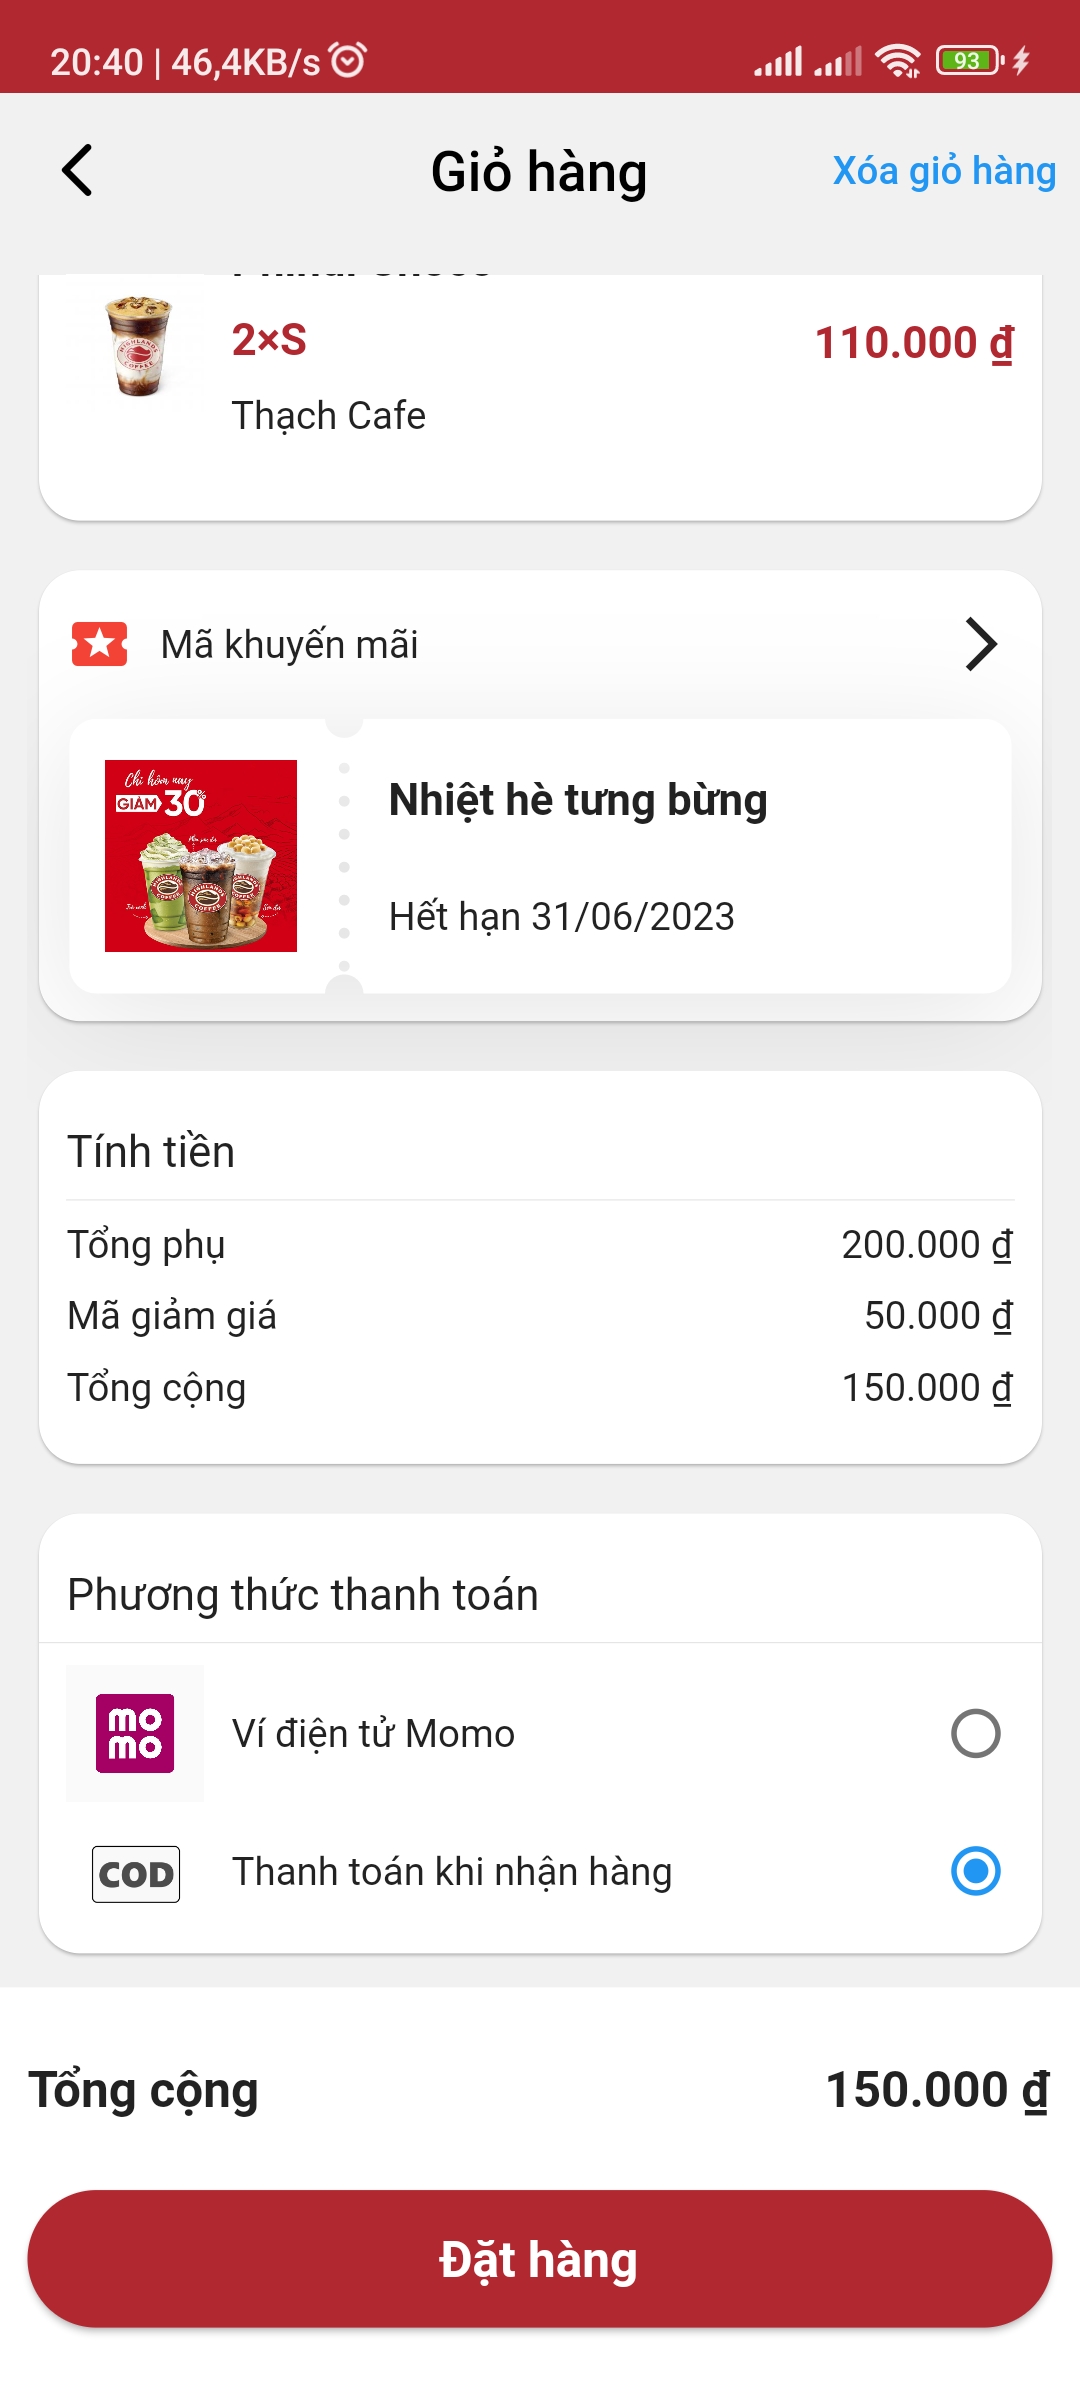 20:40 | 46,4KB/s
93
Giỏ hàng
Xóa giỏ hàng
2×S
110.000 ₫
Thạch Cafe
HIGHLANDS COFFEE
Mã khuyến mãi
Chỉ hôm nay
GIẢM 30%
Nhiệt hè tưng bừng
Hết hạn 31/06/2023
Tính tiền
Tổng phụ 200.000 ₫
Mã giảm giá 50.000 ₫
Tổng cộng 150.000 ₫
Phương thức thanh toán
mo
mo
Ví điện tử Momo
COD
Thanh toán khi nhận hàng
Tổng cộng 150.000 ₫
Đặt hàng